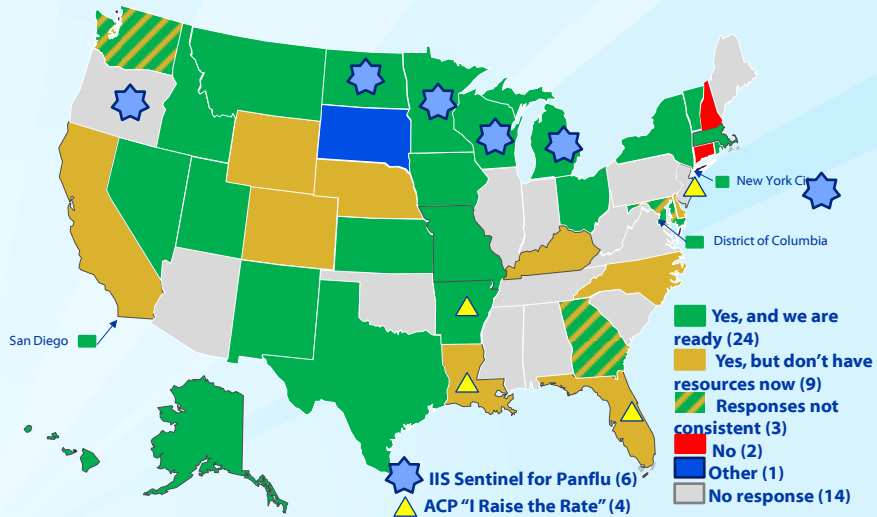 New York Ci
District of Columbia
San Diego
Yes, and we are
ready (24)
Yes, but don't have
resources now (9)
Responses not
consistent (3)
No (2)
Other (1)
No response (14)
IIS Sentinel for Panflu (6)
ACP "I Raise the Rate" (4)